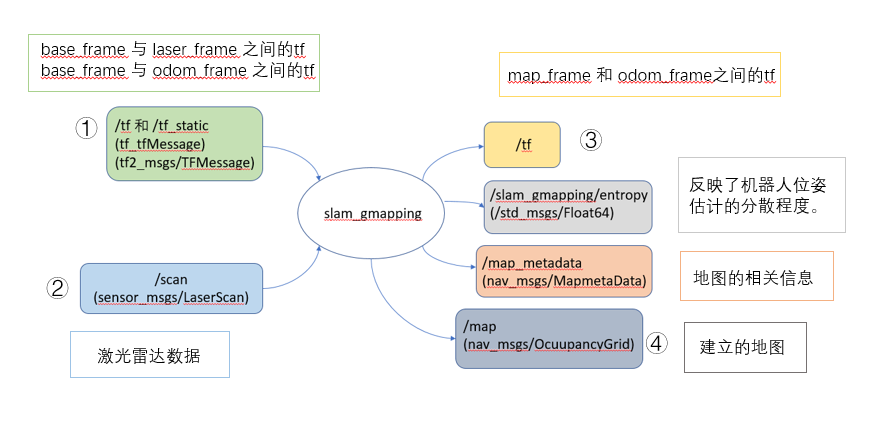 base_frame 与 laser_frame 之间的tf
base_frame 与 odom_frame 之间的tf
map_frame 和 odom_frame之间的tf
①
/tf 和 /tf_static
(tf_tfMessage)
(tf2_msgs/TFMessage)
/tf
③
slam_gmapping
/slam_gmapping/entropy
(/std_msgs/Float64)
反映了机器人位姿
估计的分散程度。
②
/scan
(sensor_msgs/LaserScan)
/map_metadata
(nav_msgs/MapmetaData)
地图的相关信息
激光雷达数据
/map
(nav_msgs/OcuupancyGrid)
④
建立的地图